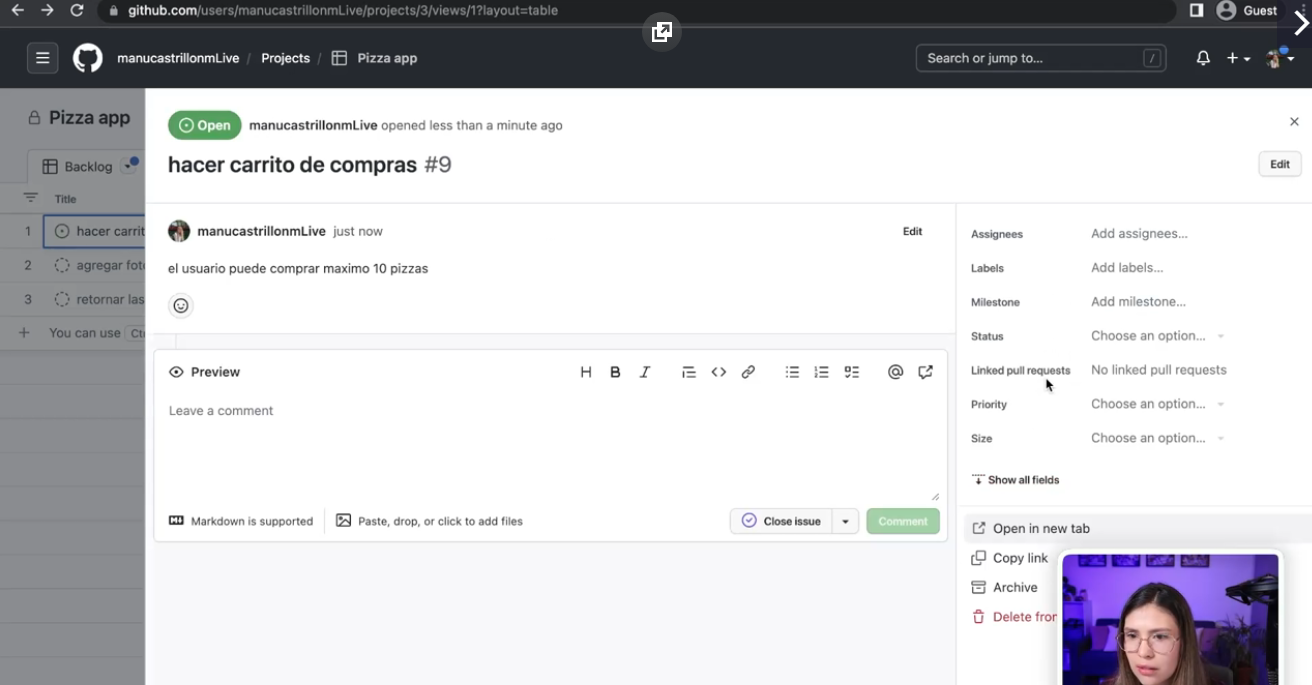 github.com/users/manucastrillonmLive/projects/3/views/1?layout=table
Guest
manucastrillonmLive / Projects / Pizza app
Search or jump to... /
Pizza app
Open manucastrillonmLive opened less than a minute ago
hacer carrito de compras #9
Edit
Backlog
Title
1 hacer carrit
2 agregar fot
3 retornar las
You can use
manucastrillonmLive just now
Edit
el usuario puede comprar maximo 10 pizzas
Preview
H B I
Leave a comment
Markdown is supported
Paste, drop, or click to add files
Close issue
Comment
Assignees Add assignees...
Labels Add labels...
Milestone Add milestone...
Status Choose an option...
Linked pull requests No linked pull requests
Priority Choose an option...
Size Choose an option...
Show all fields
Open in new tab
Copy link
Archive
Delete from